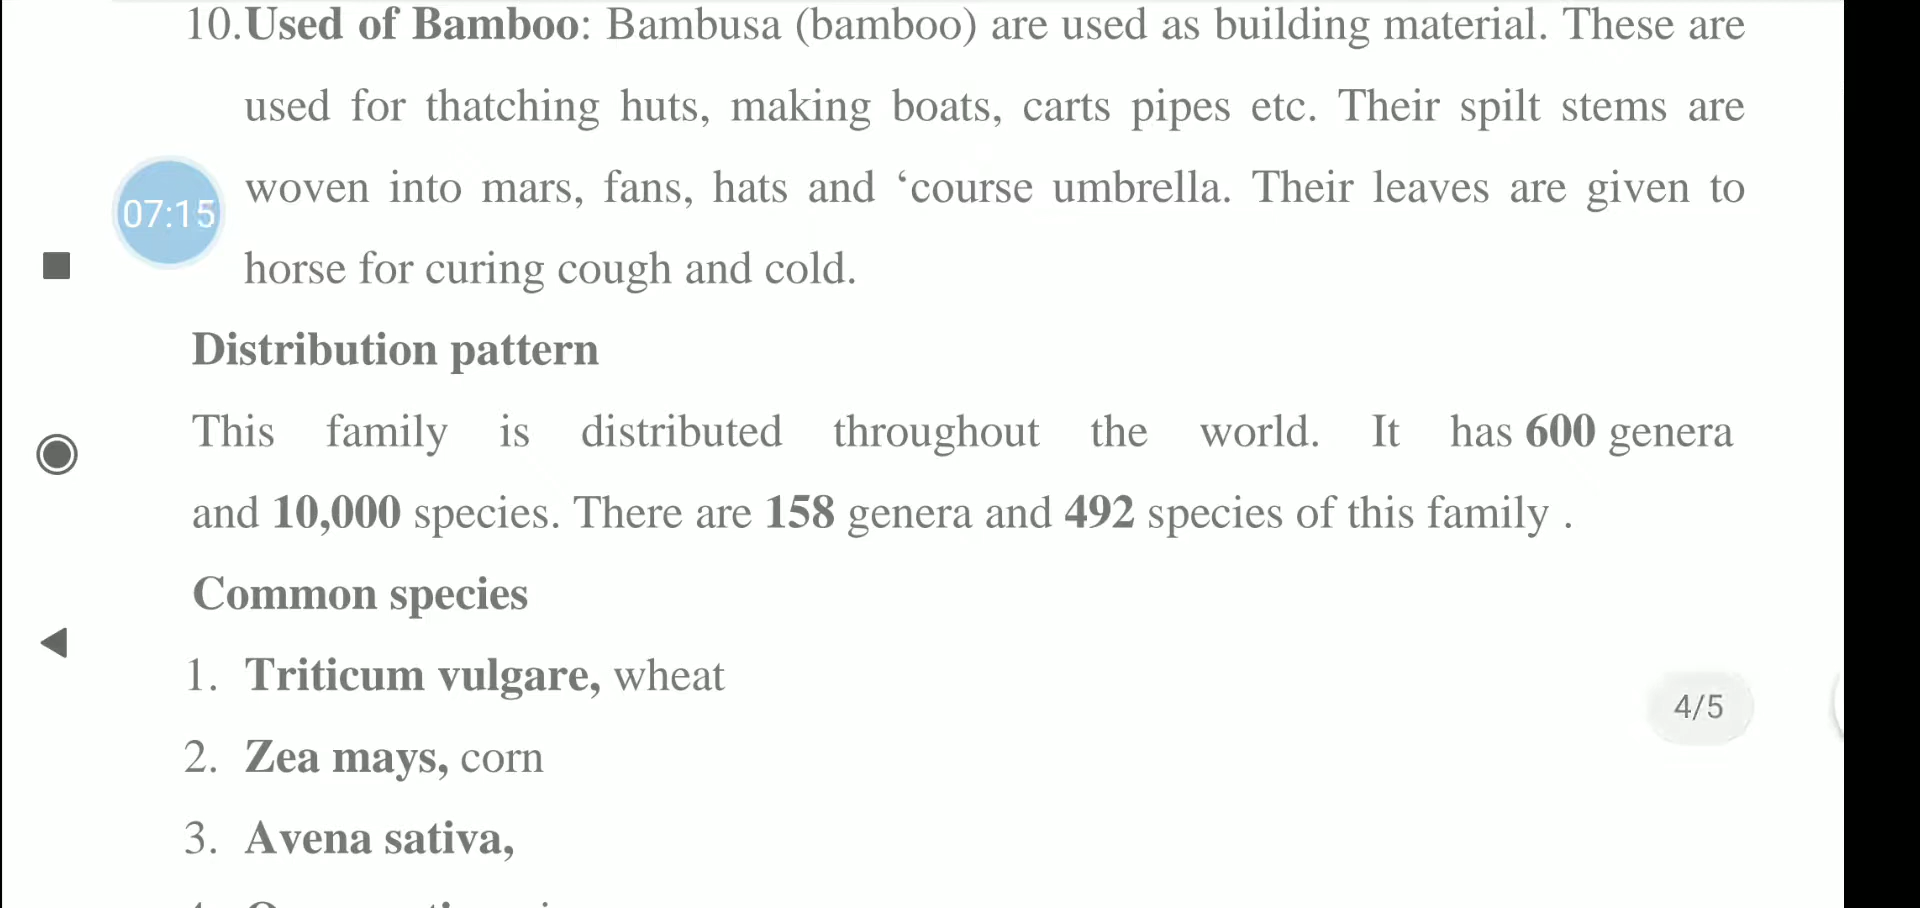 10.Used of Bamboo: Bambusa (bamboo) are used as building material. These are
used for thatching huts, making boats, carts pipes etc. Their spilt stems are
07:15
woven into mars, fans, hats and ‘course umbrella. Their leaves are given to
horse for curing cough and cold.
Distribution pattern
This family is distributed throughout the world. It has 600 genera
and 10,000 species. There are 158 genera and 492 species of this family .
Common species
1. Triticum vulgare, wheat
4/5
2. Zea mays, corn
3. Avena sativa,